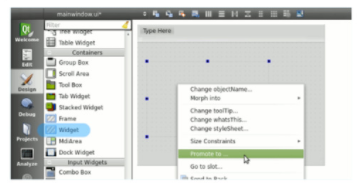 mainwindow.ui*
Filter
Type Here
Welcome
Edit
Design
Debug
Projects
Analyze
Tree Widget
Table Widget
Containers
Group Box
Scroll Area
Tool Box
Tab Widget
Stacked Widget
Frame
Widget
MdiArea
Dock Widget
Input Widgets
Combo Box
Change objectName...
Morph into
Change toolTip...
Change whatsThis...
Change styleSheet...
Size Constraints
Promote to ...
Go to slot...
Send to Back